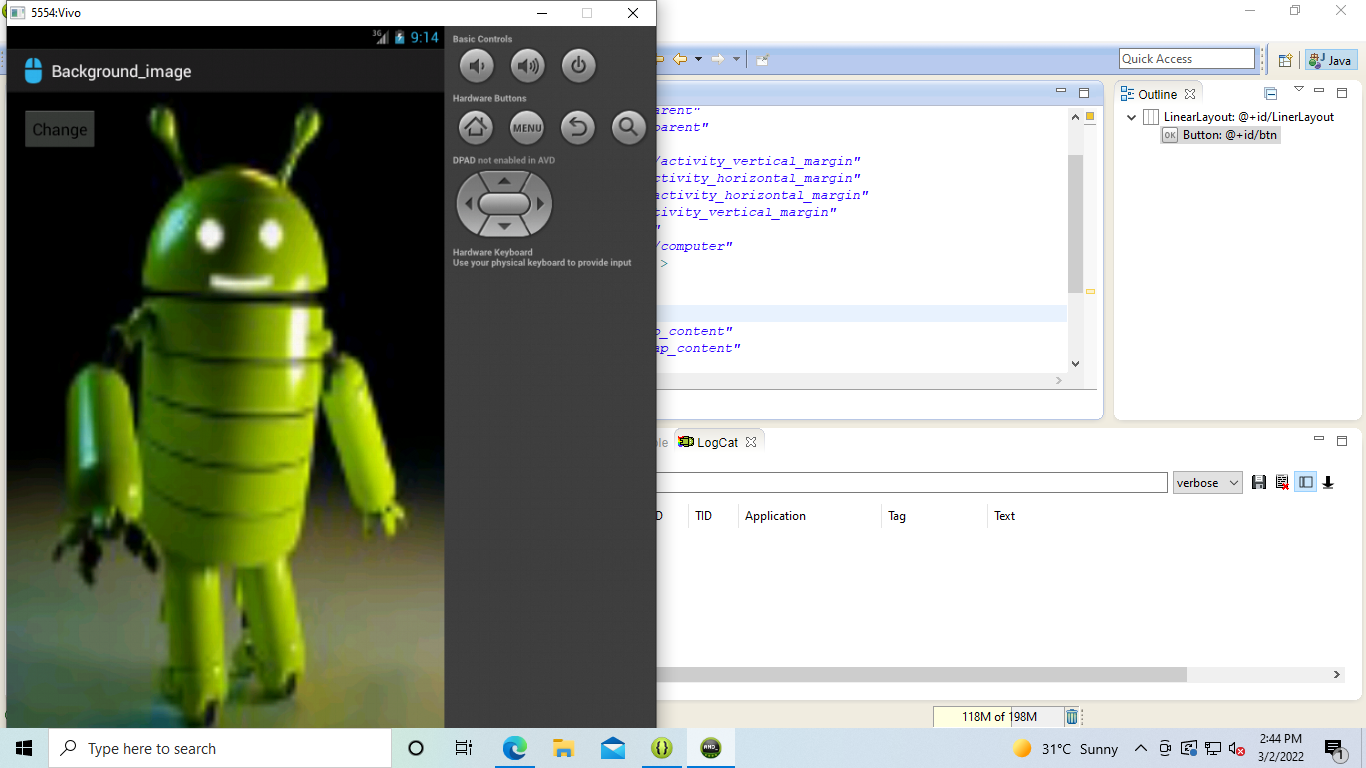 5554:Vivo
3G 9:14
Background_image
Change
Basic Controls
Hardware Buttons
MENU
DPAD not enabled in AVD
Hardware Keyboard
Use your physical keyboard to provide input
Quick Access
Java
arent"
parent"
/activity_vertical_margin"
ctivity_horizontal_margin"
activity_horizontal_margin"
tivity_vertical_margin"
"
/computer"
>
p_content"
ap_content"
Outline
LinearLayout: @+id/LinerLayout
OK Button: @+id/btn
le LogCat
verbose
D TID Application Tag Text
118M of 198M
Type here to search
31°C Sunny
2:44 PM
3/2/2022
1